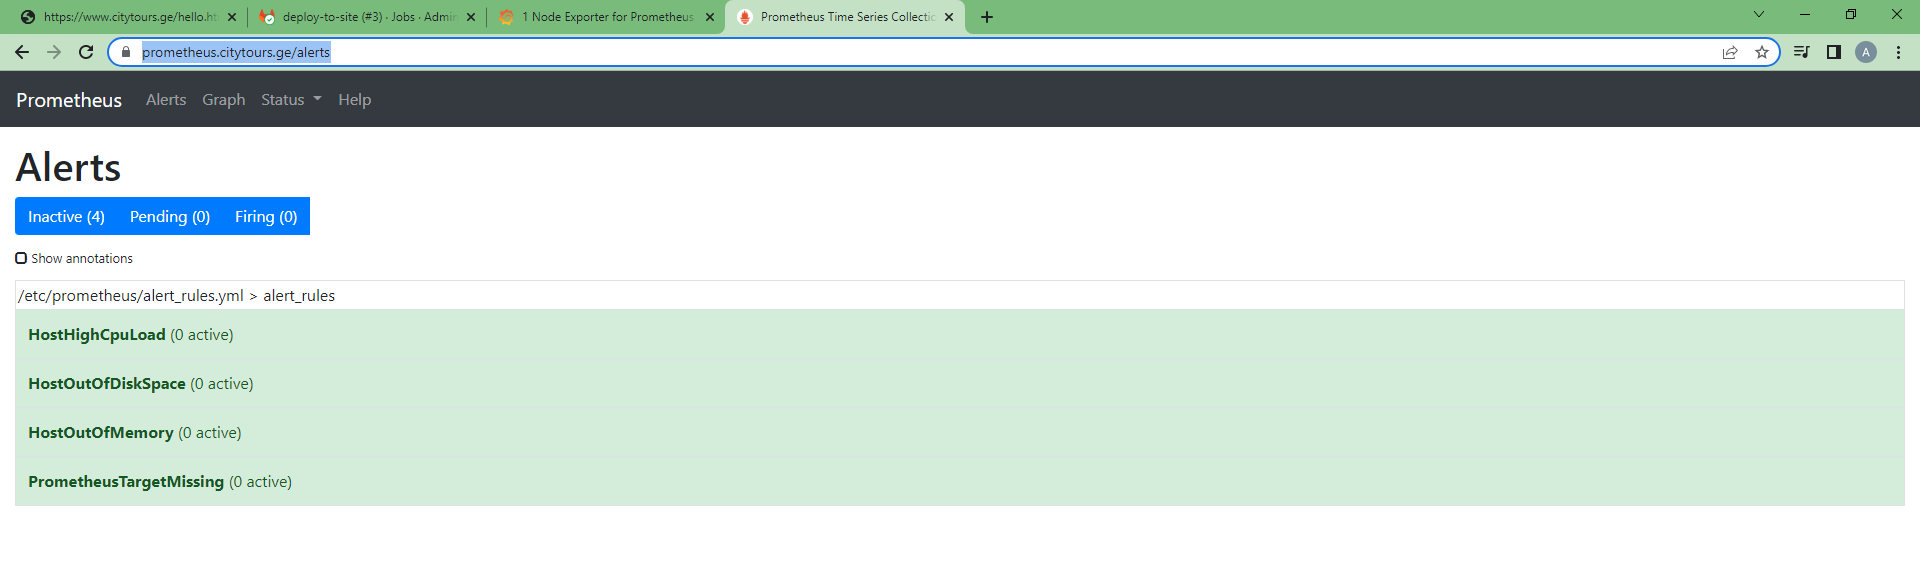 https://www.citytours.ge/hello.ht
deploy-to-site (#3) · Jobs · Admin
1 Node Exporter for Prometheus
Prometheus Time Series Collectio
prometheus.citytours.ge/alerts
A
Prometheus Alerts Graph Status Help
Alerts
Inactive (4) Pending (0) Firing (0)
Show annotations
/etc/prometheus/alert_rules.yml > alert_rules
HostHighCpuLoad (0 active)
HostOutOfDiskSpace (0 active)
HostOutOfMemory (0 active)
PrometheusTargetMissing (0 active)